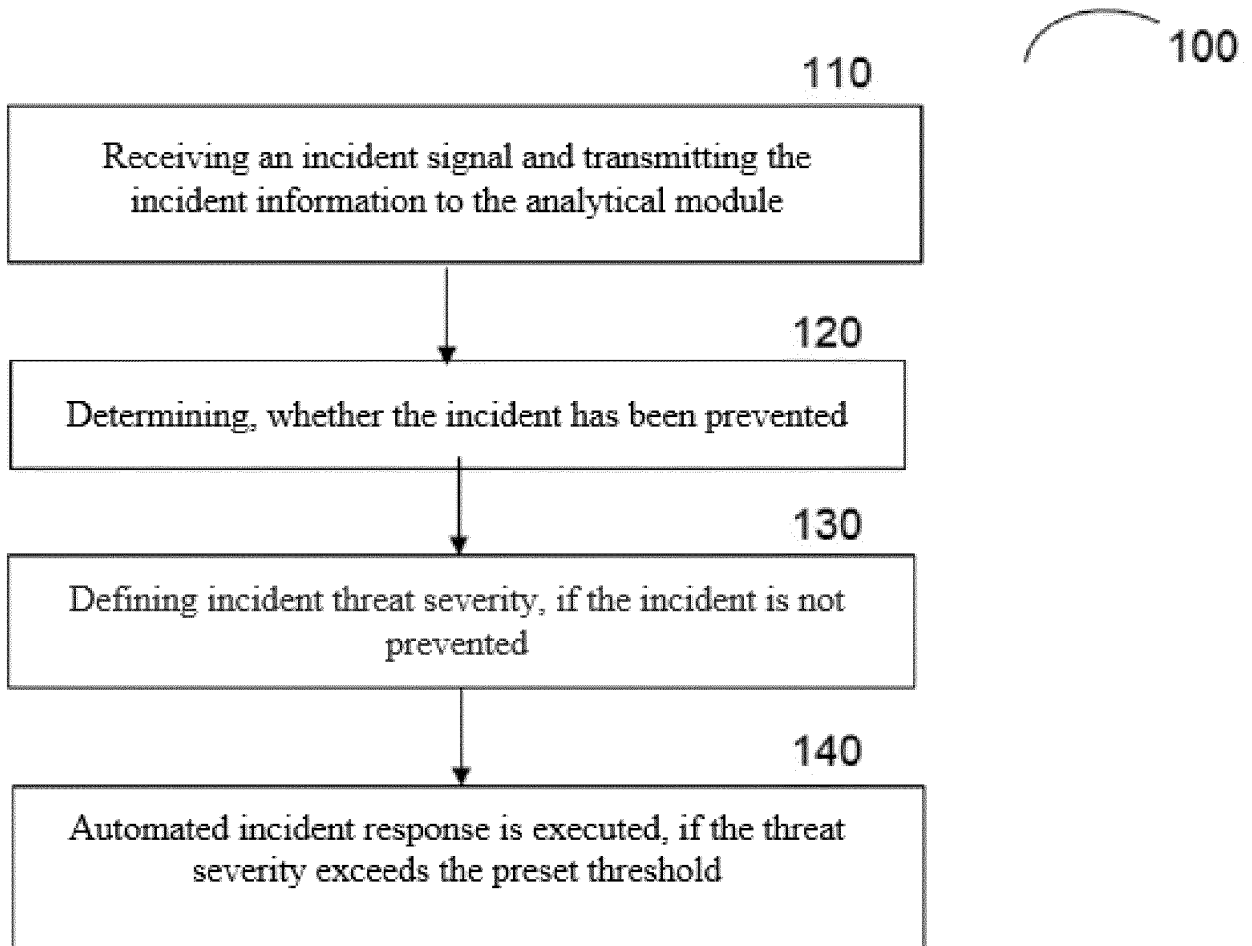 100
110
Receiving an incident signal and transmitting the
incident information to the analytical module
120
Determining, whether the incident has been prevented
130
Defining incident threat severity, if the incident is not
prevented
140
Automated incident response is executed, if the threat
severity exceeds the preset threshold